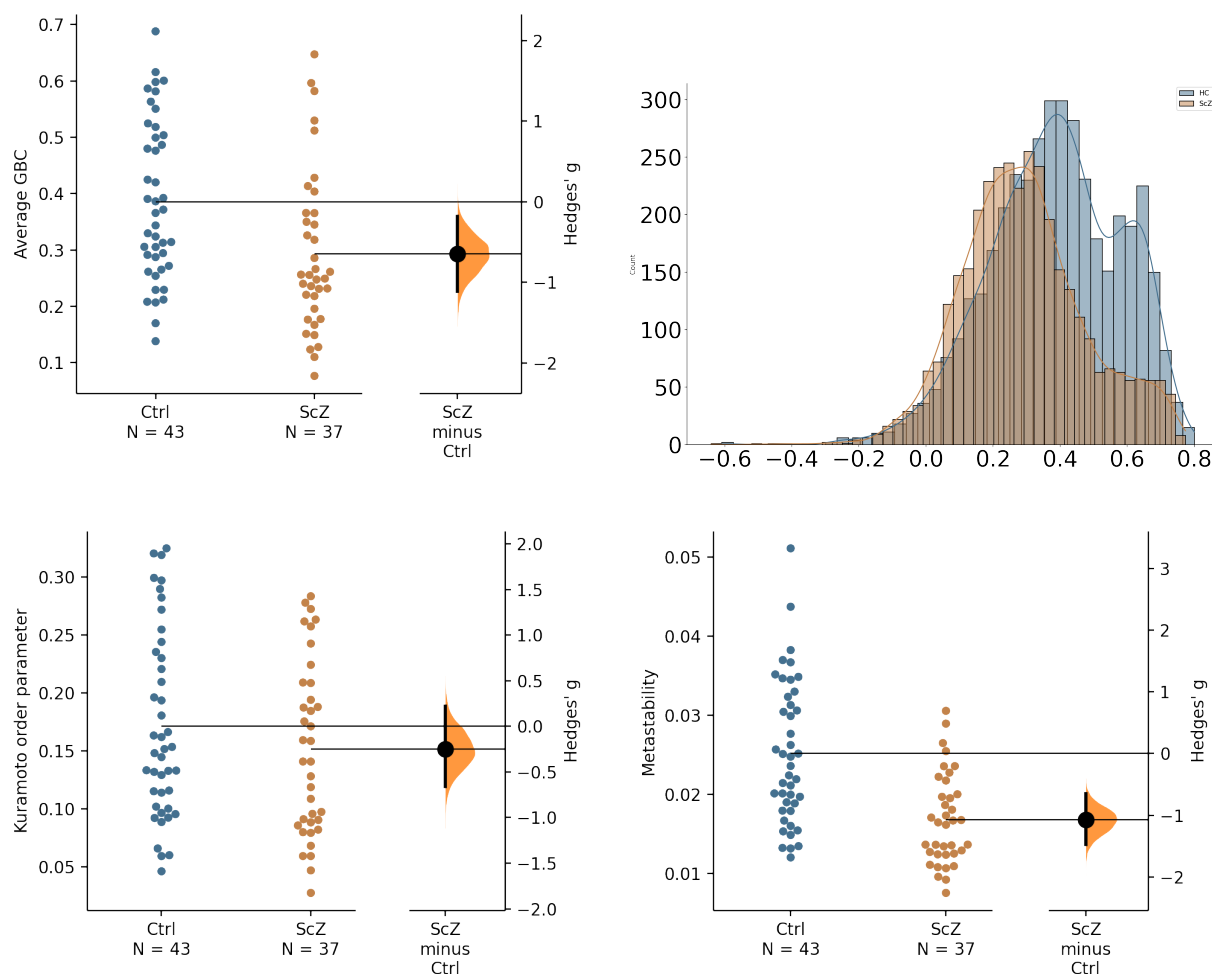 0.7
0.6
0.5
0.4
0.3
0.2
0.1
Average GBC
2
1
0
−1
−2
Hedges' g
Ctrl
N = 43
ScZ
N = 37
ScZ
minus
Ctrl
300
250
200
150
100
50
0
Count
HC
ScZ
−0.6 −0.4 −0.2 0.0 0.2 0.4 0.6 0.8
0.30
0.25
0.20
0.15
0.10
0.05
Kuramoto order parameter
2.0
1.5
1.0
0.5
0.0
−0.5
−1.0
−1.5
−2.0
Hedges' g
Ctrl
N = 43
ScZ
N = 37
ScZ
minus
Ctrl
0.05
0.04
0.03
0.02
0.01
Metastability
3
2
1
0
−1
−2
Hedges' g
Ctrl
N = 43
ScZ
N = 37
ScZ
minus
Ctrl